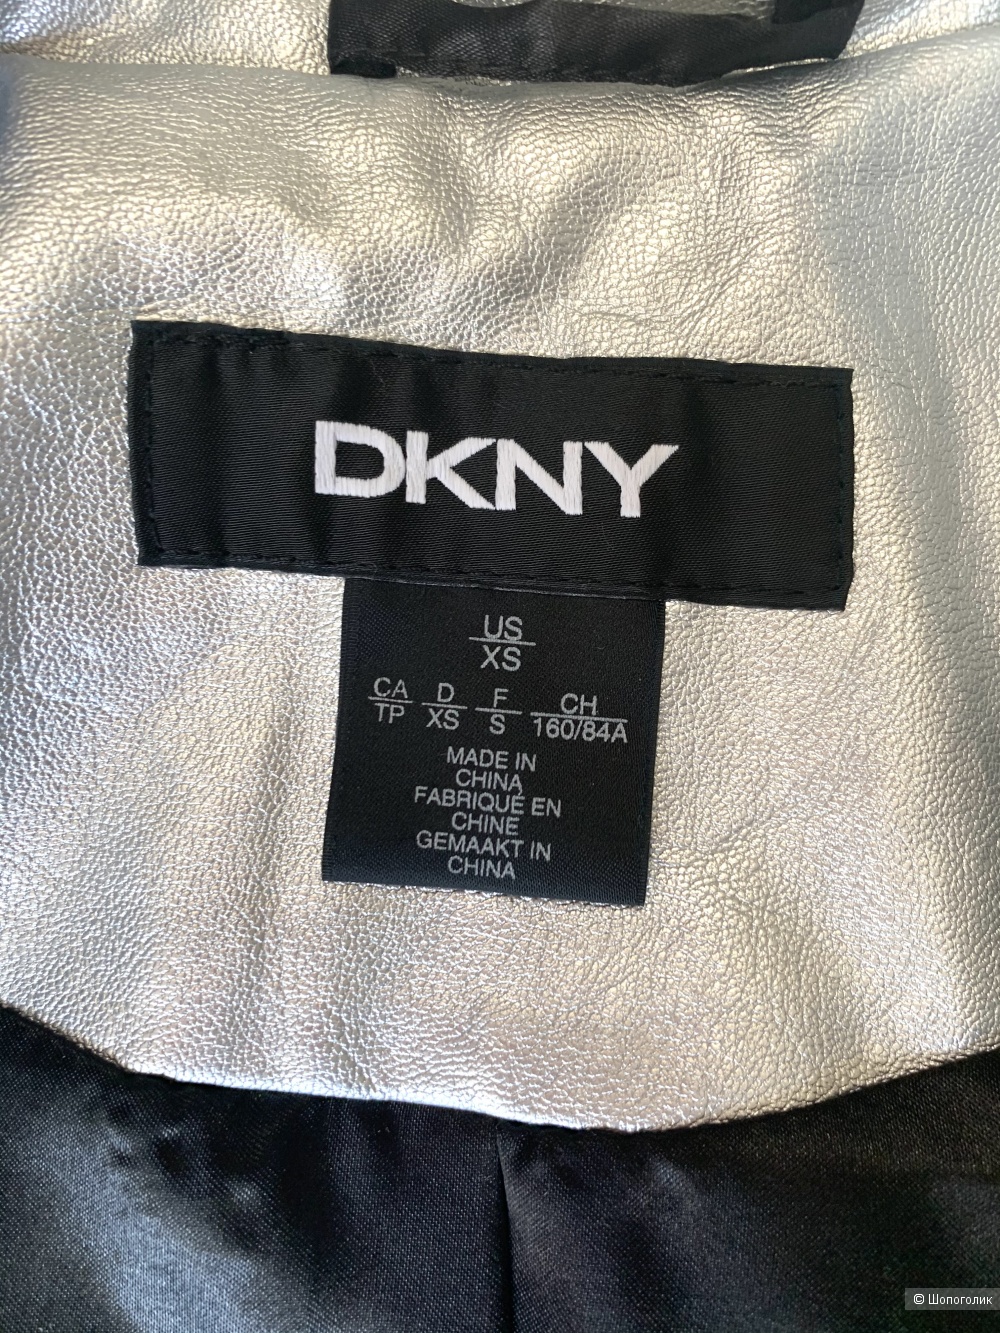 DKNY
US
XS
CA D F CH
TP XS S 160/84A
MADE IN
CHINA
FABRIQUÉ EN
CHINE
GEMAAKT IN
CHINA
© Шопоголик